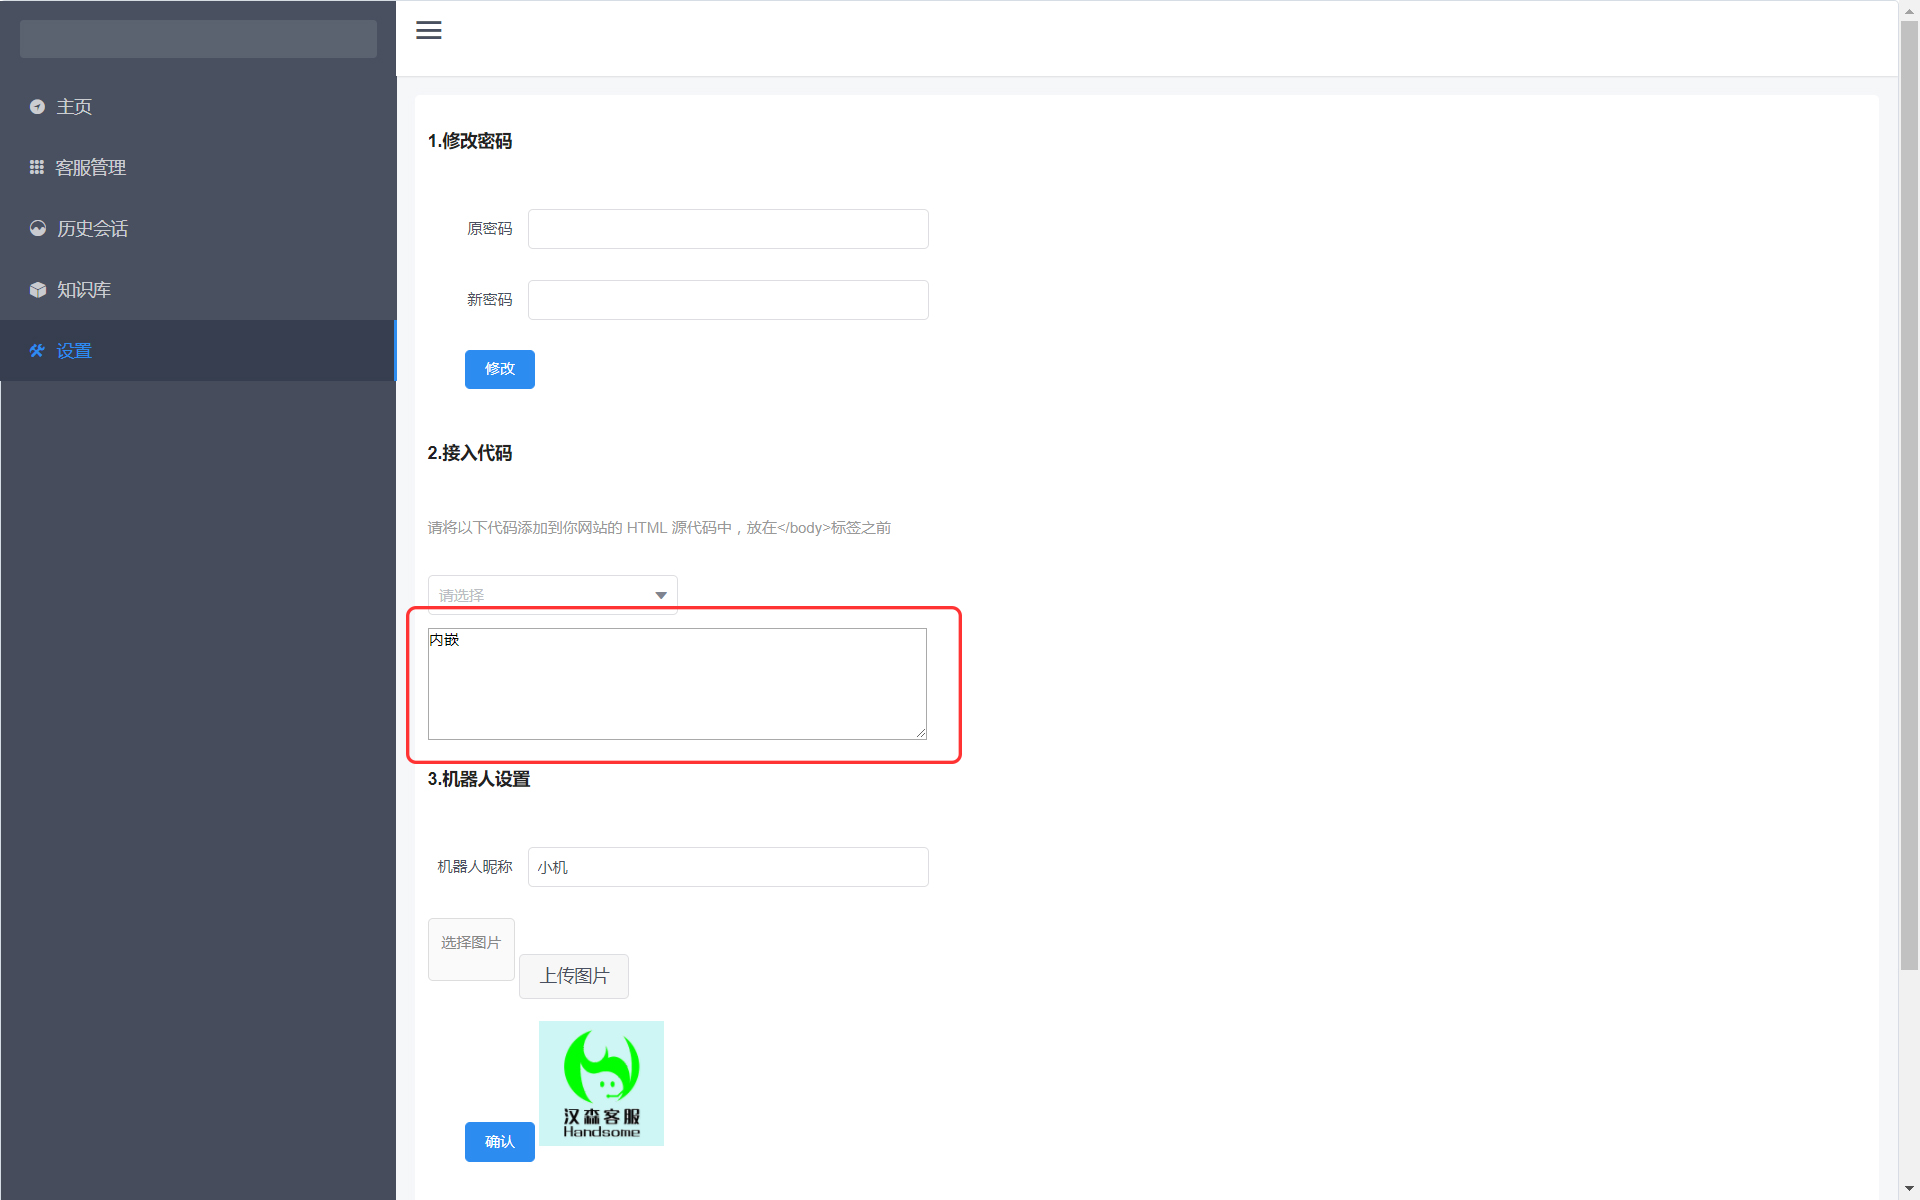 主页
客服管理
历史会话
知识库
设置
1.修改密码
原密码
新密码
修改
2.接入代码
请将以下代码添加到你网站的 HTML 源代码中，放在</body>标签之前
请选择
内嵌
3.机器人设置
机器人昵称 小机
选择图片
上传图片
汉森客服
Handsome
确认